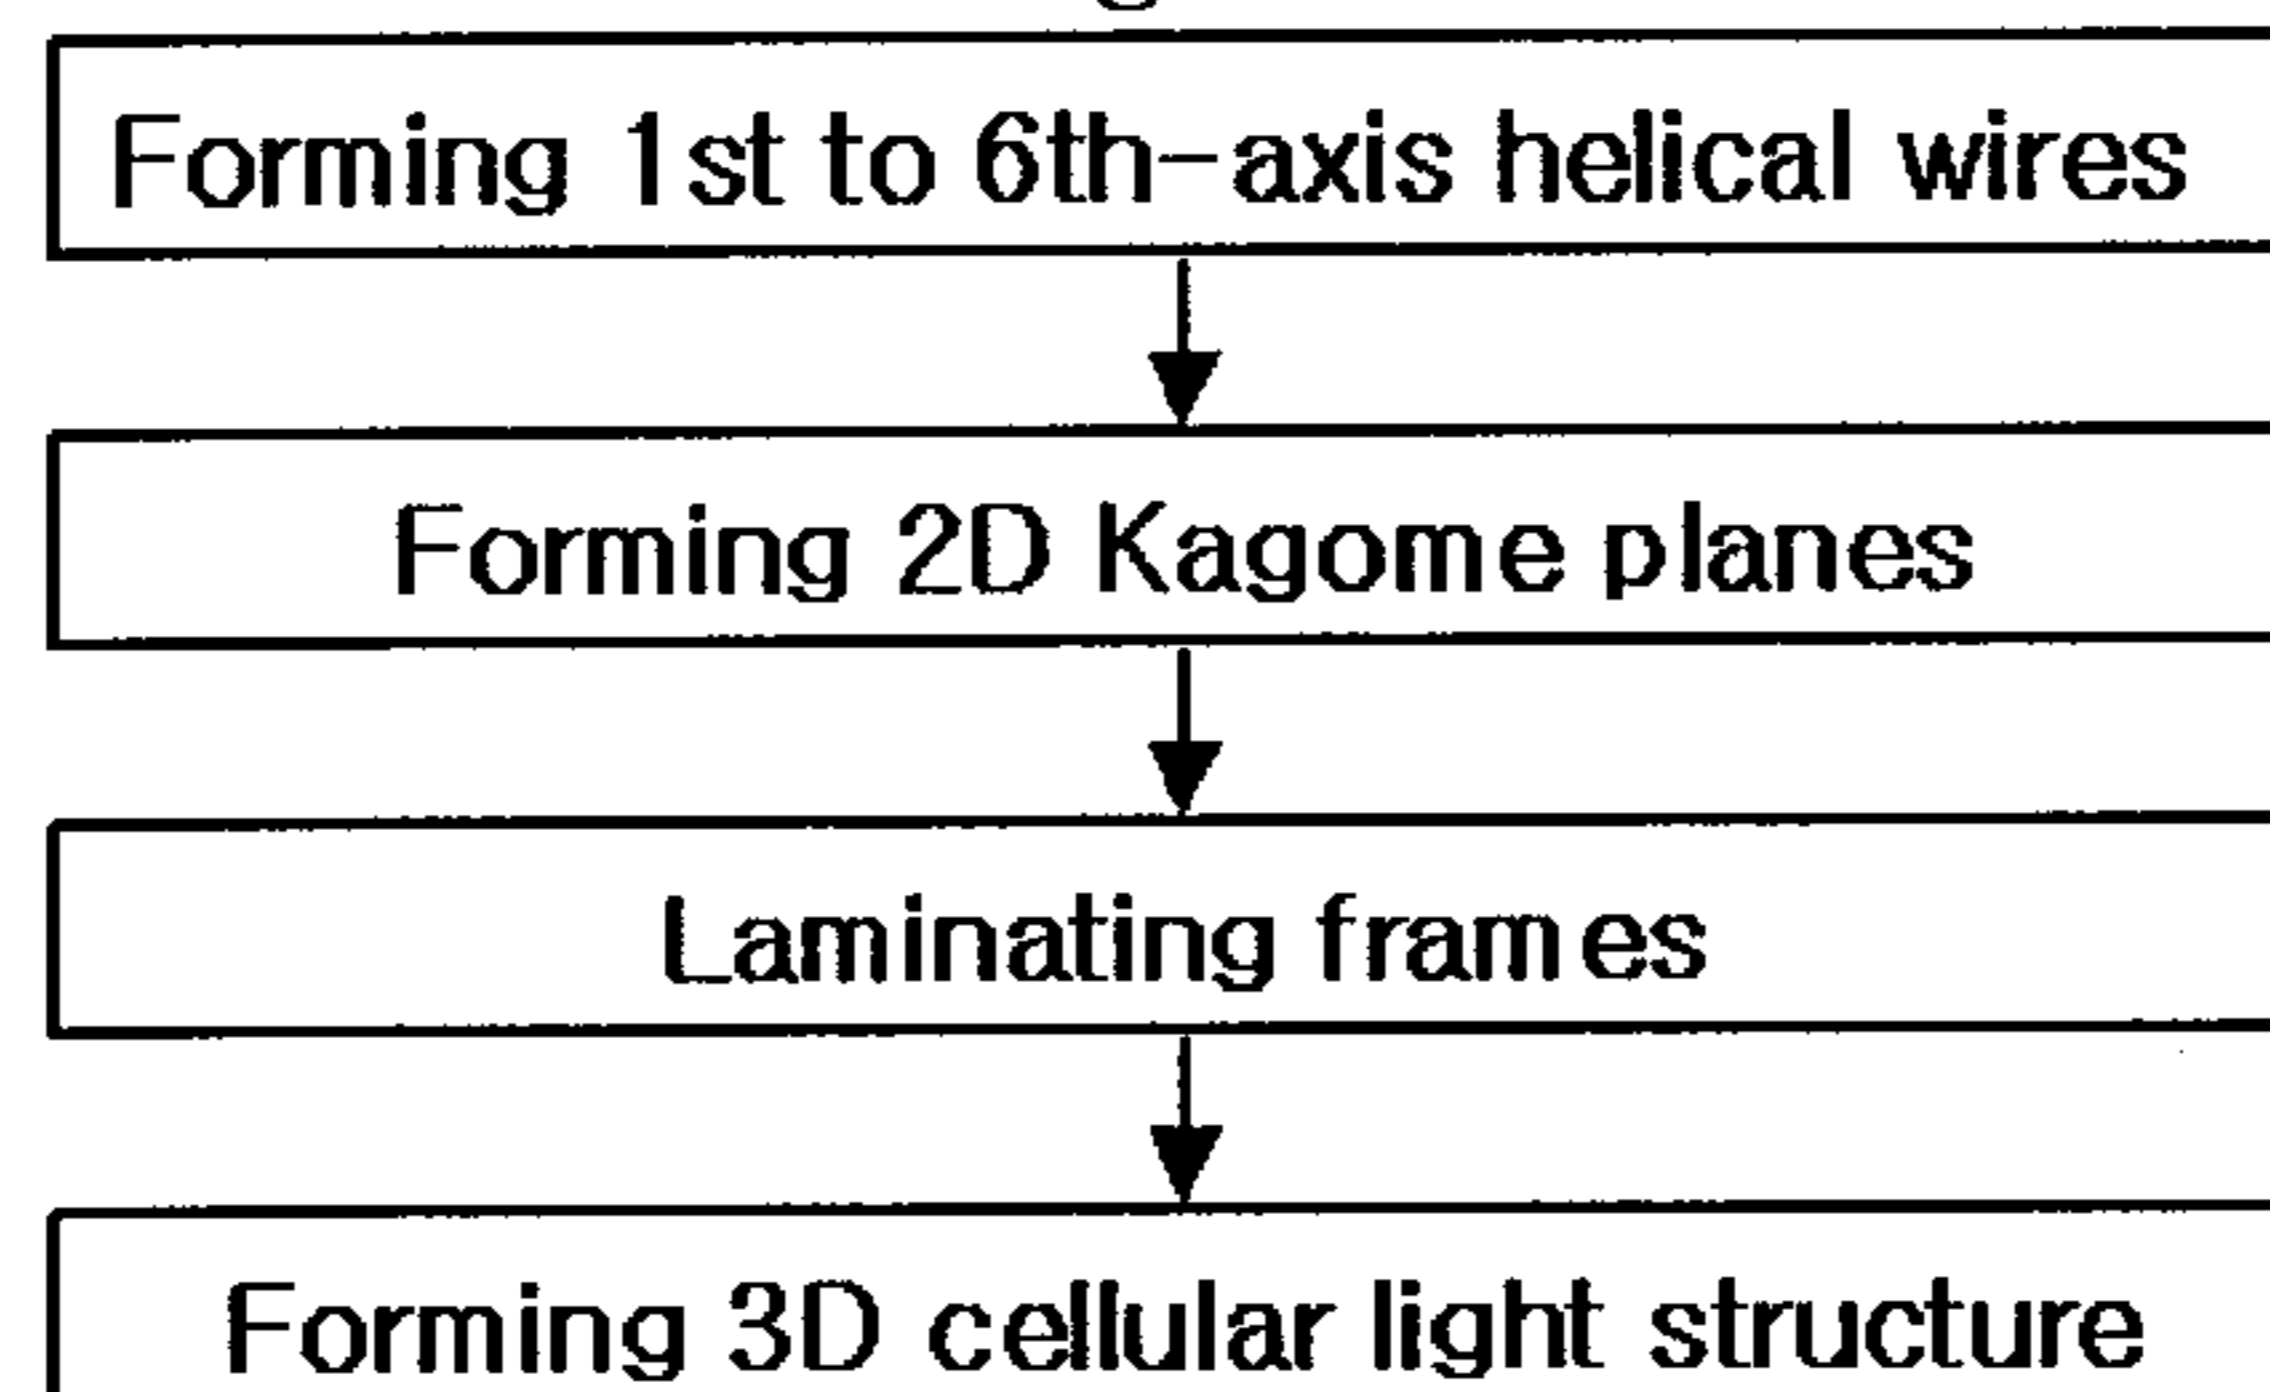 Forming 1st to 6th-axis helical wires
Forming 2D Kagome planes
Laminating frames
Forming 3D cellular light structure